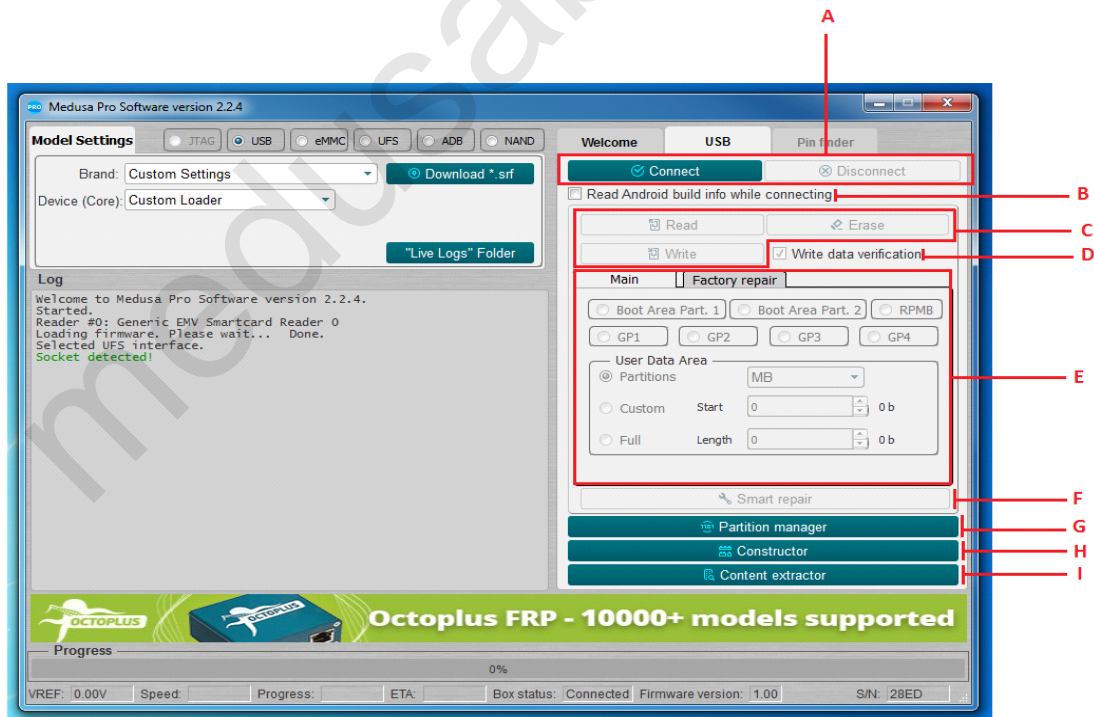 A
Medusa Pro Software version 2.2.4
Model Settings JTAG USB eMMC UFS ADB NAND
Welcome USB Pin finder
Brand: Custom Settings Download *.srf
Device (Core): Custom Loader
"Live Logs" Folder
Connect Disconnect
Read Android build info while connecting B
Read Erase C
Write Write data verification D
Main Factory repair
Boot Area Part. 1 Boot Area Part. 2 RPMB
GP1 GP2 GP3 GP4
User Data Area
Partitions MB E
Custom Start 0 0 b
Full Length 0 0 b
Smart repair F
Partition manager G
Constructor H
Content extractor I
Log
Welcome to Medusa Pro Software version 2.2.4.
Started.
Reader #0: Generic EMV Smartcard Reader 0
Loading firmware. Please wait... Done.
Selected UFS interface.
Socket detected!
OCTOPLUS OCTOPLUS Octoplus FRP - 10000+ models supported
Progress
0%
VREF: 0.00V Speed: Progress: ETA: Box status: Connected Firmware version: 1.00 S/N: 28ED